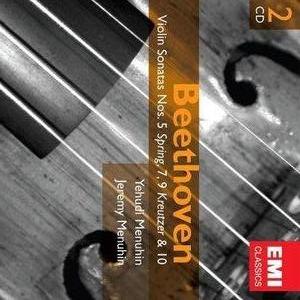 2
CD
Beethoven
Violin Sonatas Nos. 5 Spring, 7, 9 Kreutzer & 10
Yehudi Menuhin
Jeremy Menuhin
EMI
CLASSICS